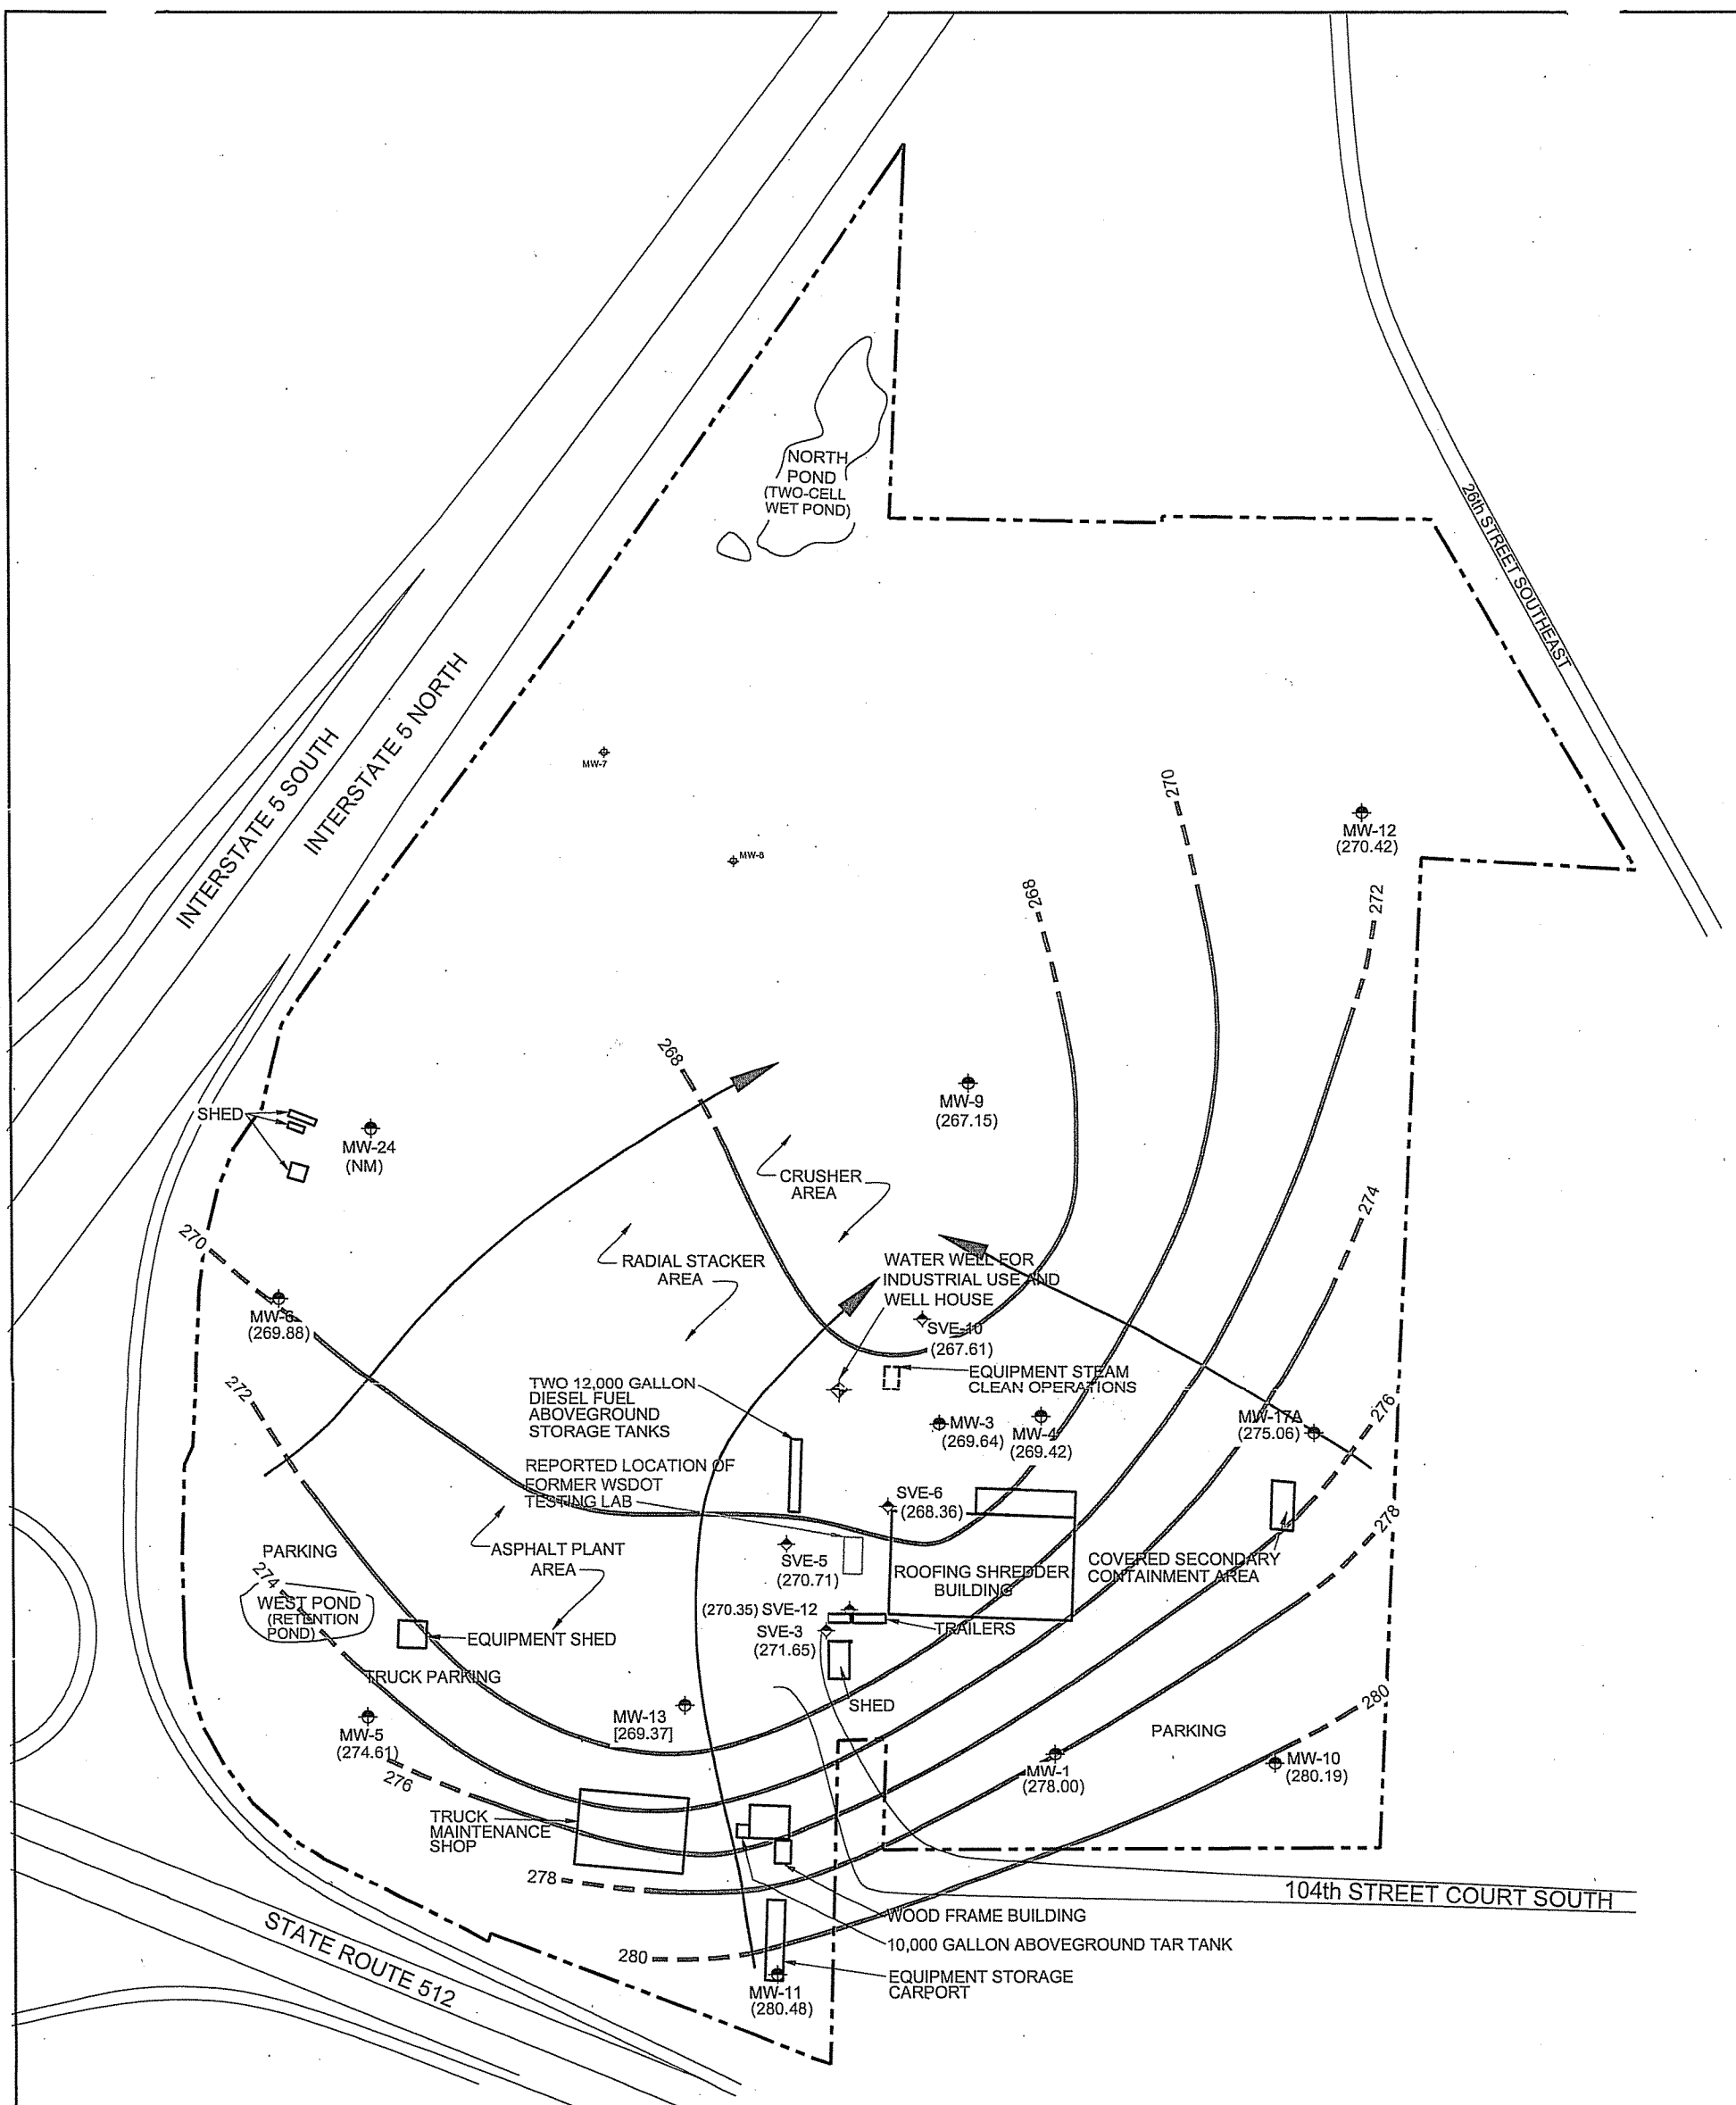 NORTH
POND
(TWO-CELL
WET POND)
26th STREET SOUTHEAST
INTERSTATE 5 SOUTH
INTERSTATE 5 NORTH
MW-7
MW-8
270
268
272
MW-12
(270.42)
268
MW-9
(267.15)
SHED
MW-24
(NM)
CRUSHER
AREA
274
270
RADIAL STACKER
AREA
WATER WELL FOR
INDUSTRIAL USE AND
WELL HOUSE
MW-6
(269.88)
SVE-10
(267.61)
EQUIPMENT STEAM
CLEAN OPERATIONS
272
TWO 12,000 GALLON
DIESEL FUEL
ABOVEGROUND
STORAGE TANKS
MW-3
(269.64)
MW-4
(269.42)
MW-17A
(275.06)
276
REPORTED LOCATION OF
FORMER WSDOT
TESTING LAB
SVE-6
(268.36)
278
PARKING
ASPHALT PLANT
AREA
SVE-5
(270.71)
ROOFING SHREDDER
BUILDING
COVERED SECONDARY
CONTAINMENT AREA
274
WEST POND
(RETENTION
POND)
EQUIPMENT SHED
(270.35) SVE-12
SVE-3
(271.65)
TRAILERS
TRUCK PARKING
SHED
280
MW-13
[269.37]
PARKING
MW-5
(274.61)
276
MW-1
(278.00)
MW-10
(280.19)
TRUCK
MAINTENANCE
SHOP
278
104th STREET COURT SOUTH
WOOD FRAME BUILDING
STATE ROUTE 512
280
10,000 GALLON ABOVEGROUND TAR TANK
EQUIPMENT STORAGE
CARPORT
MW-11
(280.48)